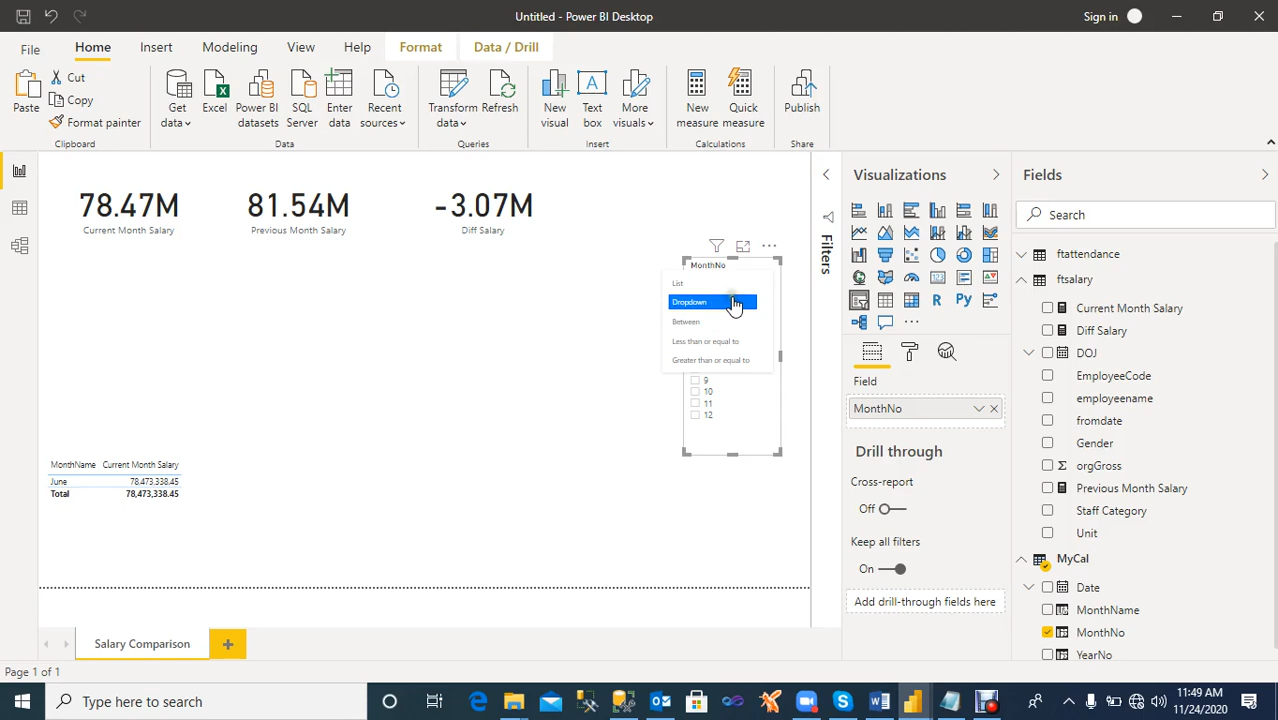 Untitled - Power BI Desktop
Sign in
File
Home
Insert
Modeling
View
Help
Format
Data / Drill
Paste
Cut
Copy
Format painter
Clipboard
Get data
Excel
Power BI datasets
SQL Server
Enter data
Recent sources
Data
Transform data
Refresh
Queries
New visual
Text box
More visuals
Insert
New measure
Quick measure
Calculations
Publish
Share
78.47M
Current Month Salary
81.54M
Previous Month Salary
-3.07M
Diff Salary
MonthNo
List
Dropdown
Between
Less than or equal to
Greater than or equal to
9
10
11
12
MonthName Current Month Salary
June 78,473,338.45
Total 78,473,338.45
Filters
Visualizations
R
Py
Field
MonthNo
Drill through
Cross-report
Off
Keep all filters
On
Add drill-through fields here
Fields
Search
ftattendance
ftsalary
Current Month Salary
Diff Salary
DOJ
EmployeeCode
employeename
fromdate
Gender
orgGross
Previous Month Salary
Staff Category
Unit
MyCal
Date
MonthName
MonthNo
YearNo
Salary Comparison
Page 1 of 1
Type here to search
11:49 AM
11/24/2020